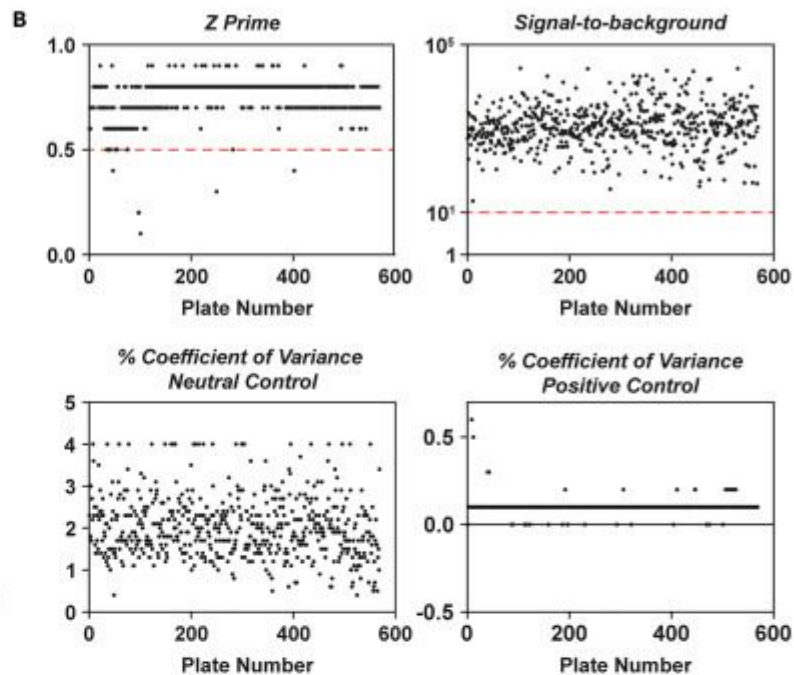 B
Z Prime
1.0
0.5
0.0
0 200 400 600
Plate Number
Signal-to-background
10⁵
10¹
1
0 200 400 600
Plate Number
% Coefficient of Variance
Neutral Control
5
4
3
2
1
0
0 200 400 600
Plate Number
% Coefficient of Variance
Positive Control
0.5
0.0
-0.5
0 200 400 600
Plate Number